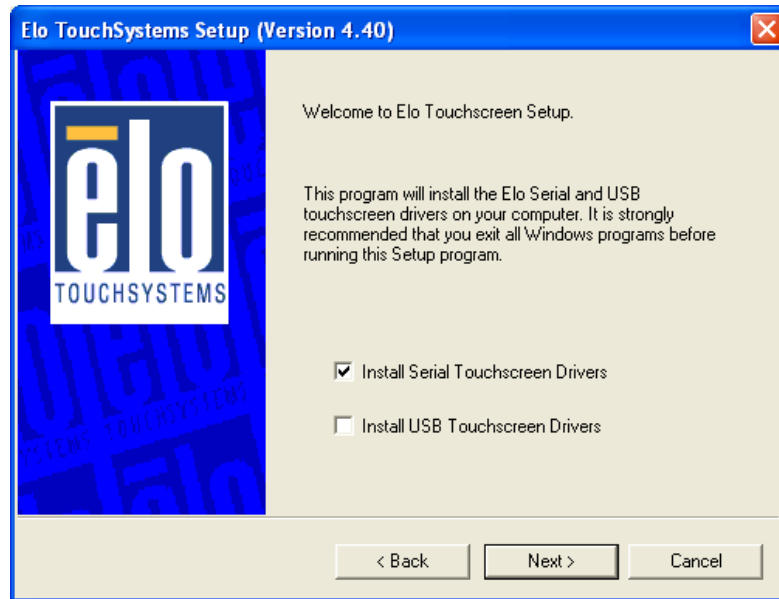 Elo TouchSystems Setup (Version 4.40)
elo
TOUCHSYSTEMS
Welcome to Elo Touchscreen Setup.
This program will install the Elo Serial and USB
touchscreen drivers on your computer. It is strongly
recommended that you exit all Windows programs before
running this Setup program.
Install Serial Touchscreen Drivers
Install USB Touchscreen Drivers
< Back
Next >
Cancel